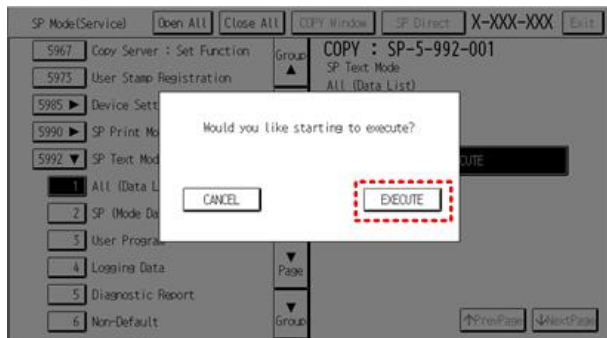 SP Mode(Service) Open All Close All COPY Window SP Direct X-XXX-XXX Exit
5967 Copy Server : Set Function Group COPY : SP-5-992-001
5973 User Stamp Registration SP Text Mode
All (Data List)
5985 Device Sett
5990 SP Print Mo
Would you like starting to execute?
5992 SP Text Mod CUTE
1 All (Data L
2 SP (Mode Da CANCEL EXECUTE
3 User Program
4 Logging Data Page
5 Diagnostic Report
6 Non-Default Group PrevPage NextPage